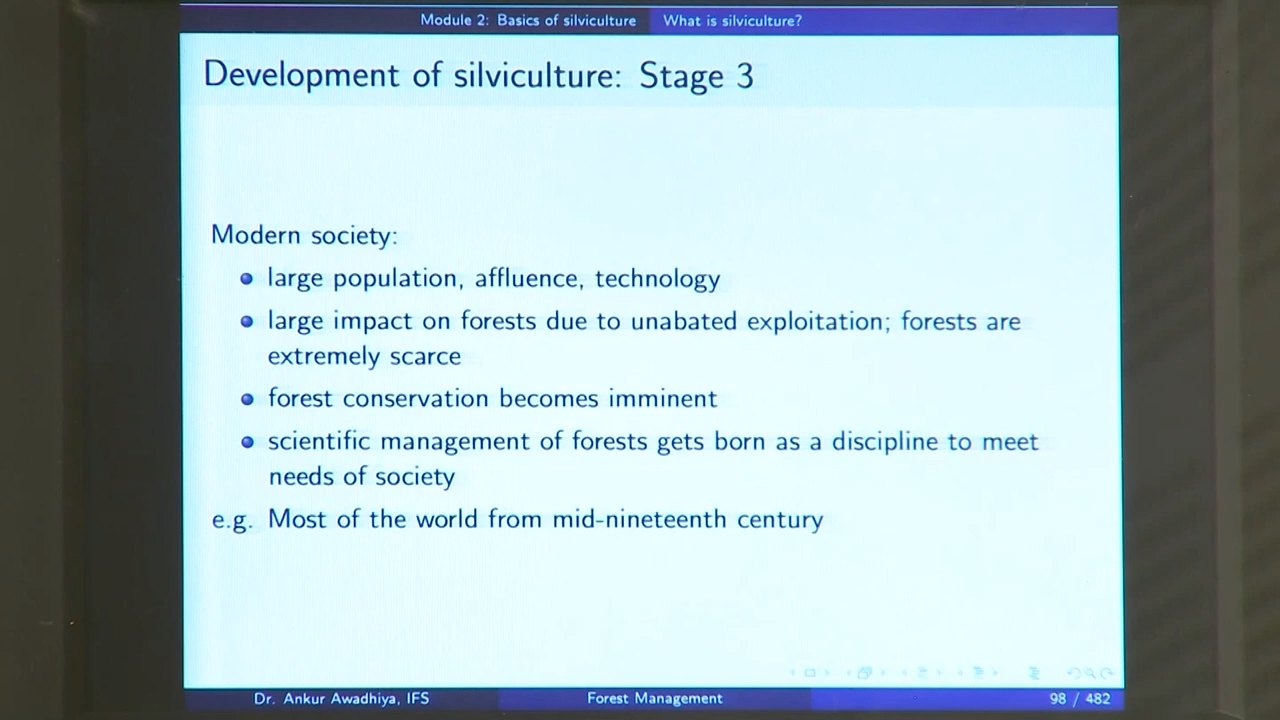 Module 2: Basics of silviculture What is silviculture?
Development of silviculture: Stage 3
Modern society:
large population, affluence, technology
large impact on forests due to unabated exploitation; forests are
extremely scarce
forest conservation becomes imminent
scientific management of forests gets born as a discipline to meet
needs of society
e.g. Most of the world from mid-nineteenth century
Dr. Ankur Awadhiya, IFS Forest Management 98 / 482